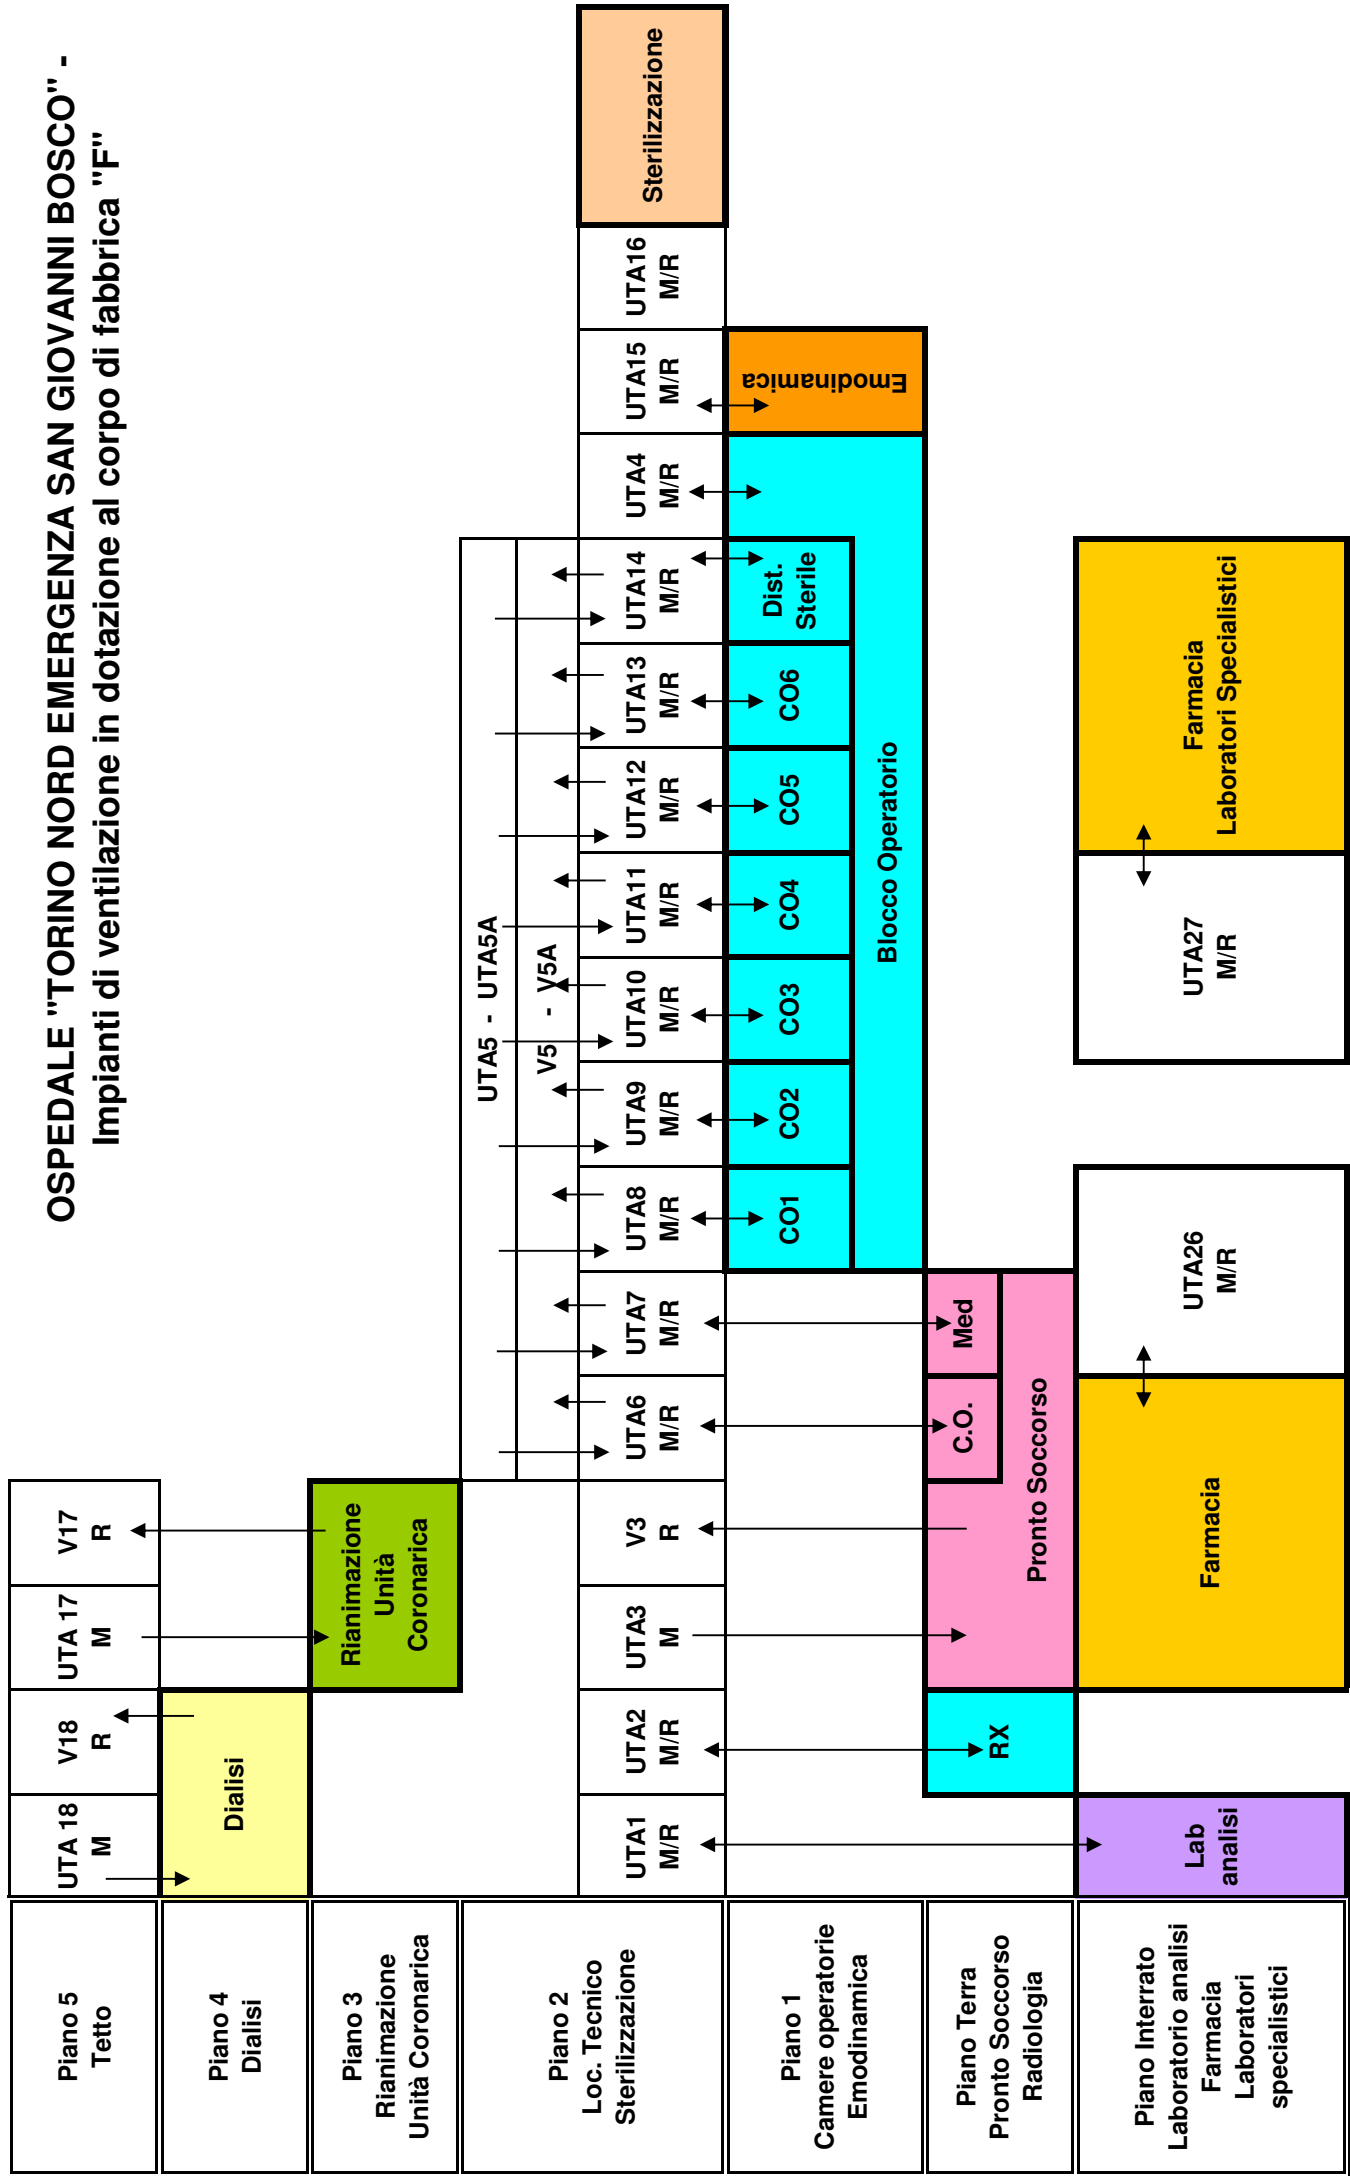 OSPEDALE "TORINO NORD EMERGENZA SAN GIOVANNI BOSCO" -
Impianti di ventilazione in dotazione al corpo di fabbrica "F"
Piano 5
Tetto
UTA 18
M
V18
R
UTA 17
M
V17
R
Piano 4
Dialisi
Dialisi
Piano 3
Rianimazione
Unità Coronarica
Rianimazione
Unità
Coronarica
Piano 2
Loc. Tecnico
Sterilizzazione
UTA5 - UTA5A
V5 - V5A
UTA1
M/R
UTA2
M/R
UTA3
M
V3
R
UTA6
M/R
UTA7
M/R
UTA8
M/R
UTA9
M/R
UTA10
M/R
UTA11
M/R
UTA12
M/R
UTA13
M/R
UTA14
M/R
UTA4
M/R
UTA15
M/R
UTA16
M/R
Sterilizzazione
Piano 1
Camere operatorie
Emodinamica
CO1
CO2
CO3
CO4
CO5
CO6
Dist.
Sterile
Blocco Operatorio
Emodinamica
Piano Terra
Pronto Soccorso
Radiologia
RX
Pronto Soccorso
C.O.
Med
Piano Interrato
Laboratorio analisi
Farmacia
Laboratori
specialistici
Lab
analisi
Farmacia
UTA26
M/R
UTA27
M/R
Farmacia
Laboratori Specialistici